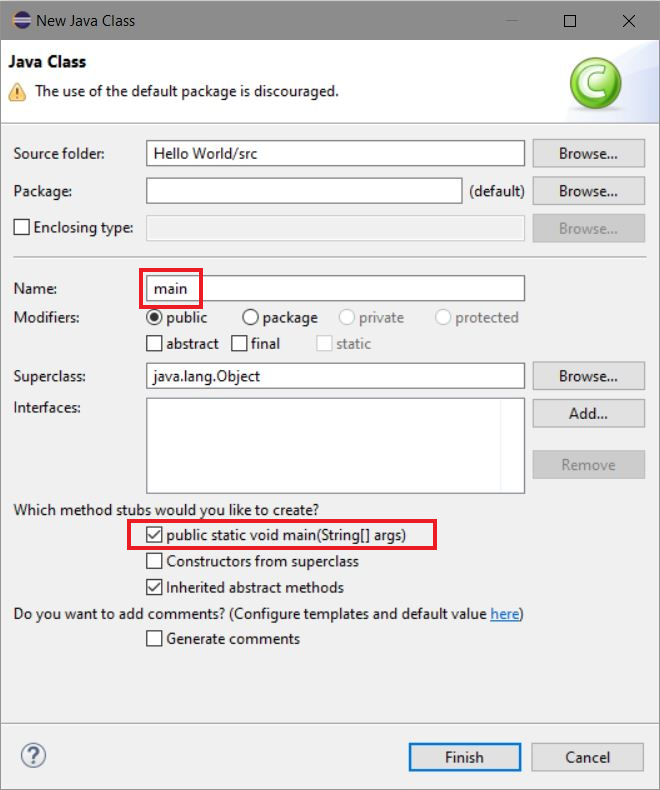 New Java Class
Java Class
The use of the default package is discouraged.
Source folder: Hello World/src Browse...
Package: (default) Browse...
Enclosing type: Browse...
Name: main
Modifiers: public package private protected
abstract final static
Superclass: java.lang.Object Browse...
Interfaces: Add...
Remove
Which method stubs would you like to create?
public static void main(String[] args)
Constructors from superclass
Inherited abstract methods
Do you want to add comments? (Configure templates and default value here)
Generate comments
? Finish Cancel